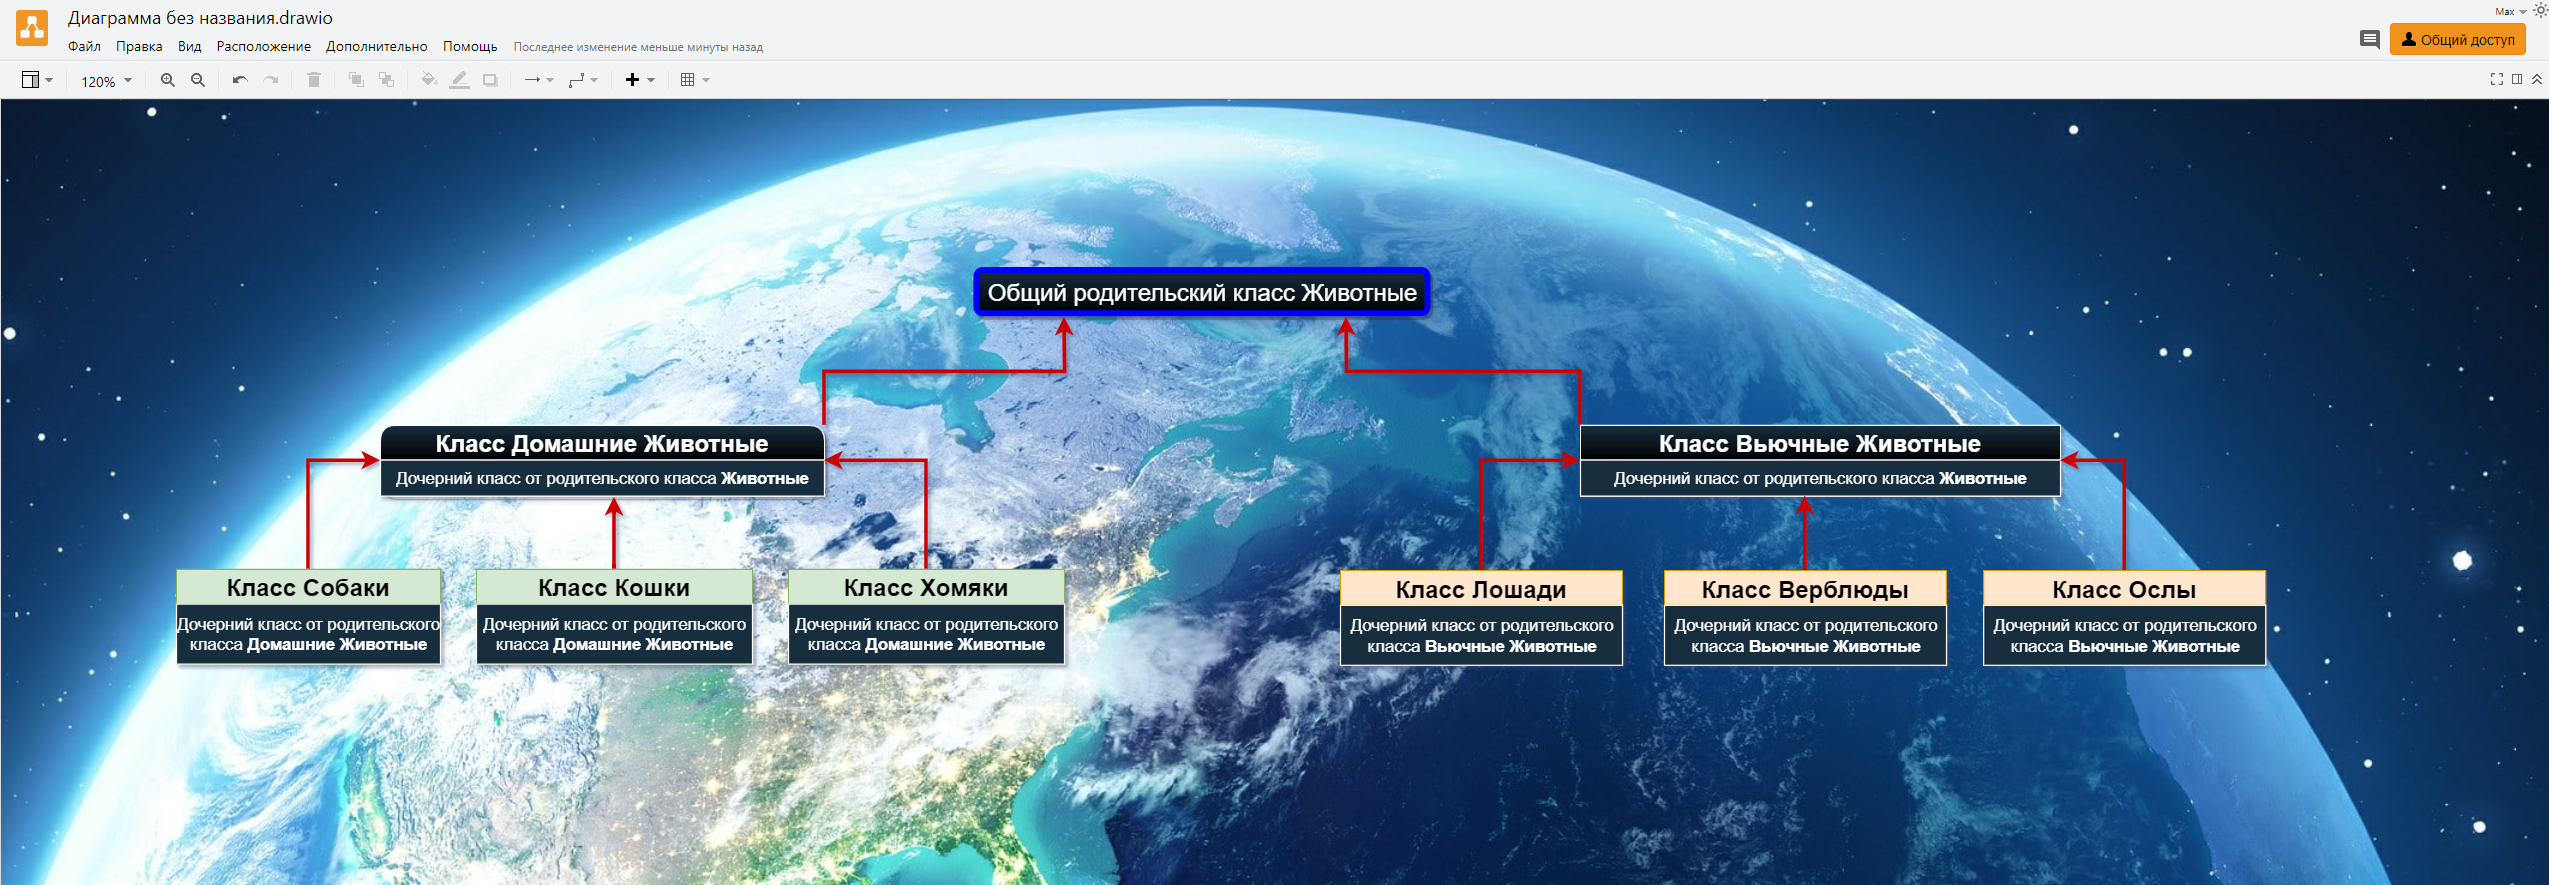 Диаграмма без названия.drawio
Max
Файл Правка Вид Расположение Дополнительно Помощь Последнее изменение меньше минуты назад
Общий доступ
120%
Общий родительский класс Животные
Класс Домашние Животные
Дочерний класс от родительского класса Животные
Класс Вьючные Животные
Дочерний класс от родительского класса Животные
Класс Собаки
Дочерний класс от родительского
класса Домашние Животные
Класс Кошки
Дочерний класс от родительского
класса Домашние Животные
Класс Хомяки
Дочерний класс от родительского
класса Домашние Животные
Класс Лошади
Дочерний класс от родительского
класса Вьючные Животные
Класс Верблюды
Дочерний класс от родительского
класса Вьючные Животные
Класс Ослы
Дочерний класс от родительского
класса Вьючные Животные